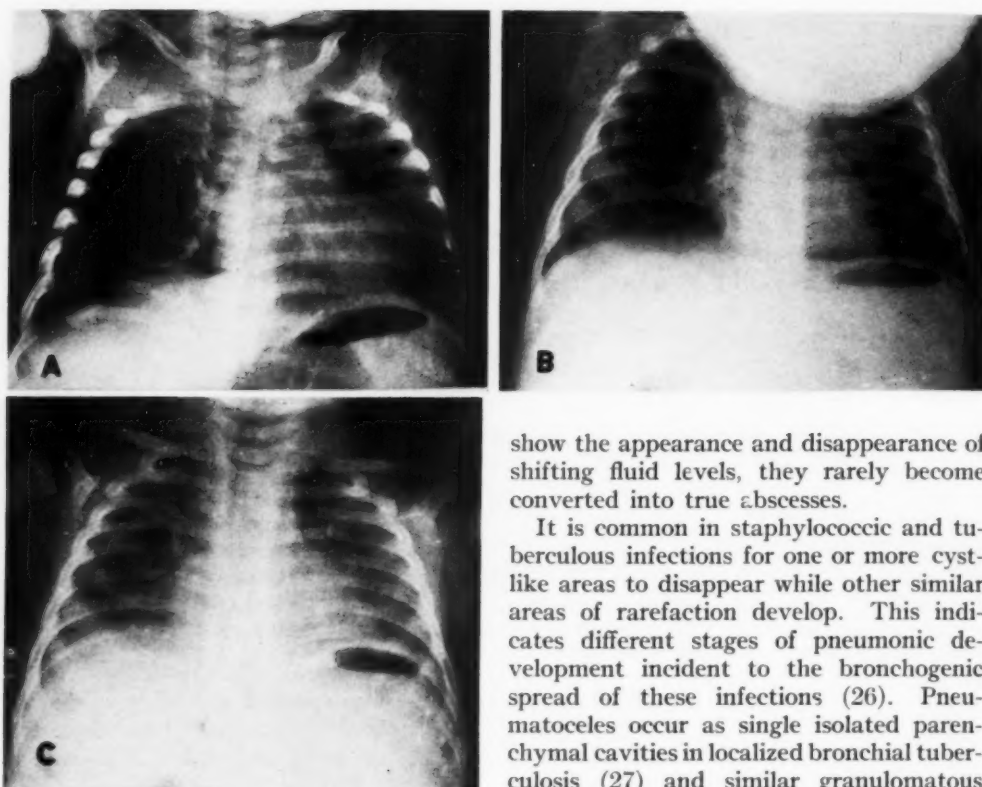 A
B
C
show the appearance and disappearance of
shifting fluid levels, they rarely become
converted into true abscesses.
It is common in staphylococcic and tu-
berculous infections for one or more cyst-
like areas to disappear while other similar
areas of rarefaction develop. This indi-
cates different stages of pneumonic de-
velopment incident to the bronchogenic
spread of these infections (26). Pneu-
matoceles occur as single isolated paren-
chymal cavities in localized bronchial tuber-
culosis (27) and similar granulomatous